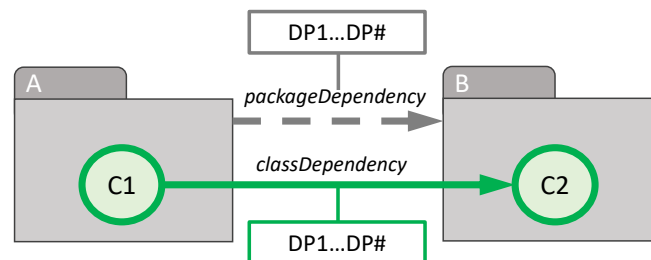 DP1...DP#
A
packageDependency
B
classDependency
C1
C2
DP1...DP#